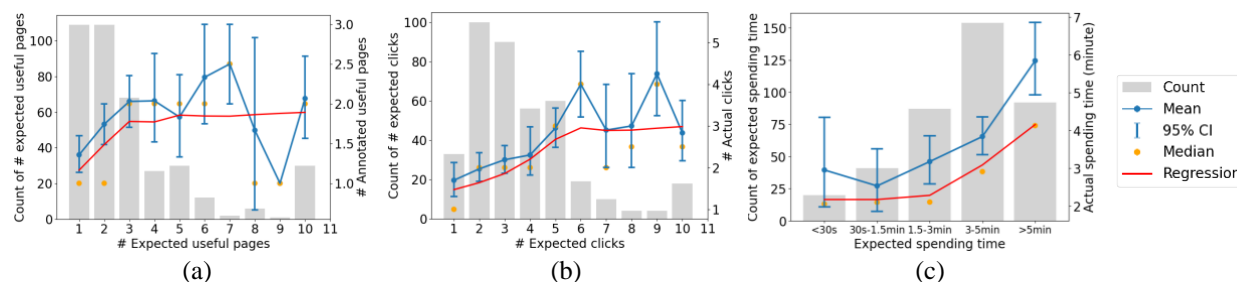 Count of # expected useful pages
100
80
60
40
20
0
1 2 3 4 5 6 7 8 9 10 11
# Expected useful pages
3.0
2.5
2.0
1.5
1.0
# Annotated useful pages
(a)
Count of # expected clicks
100
80
60
40
20
0
1 2 3 4 5 6 7 8 9 10 11
# Expected clicks
5
4
3
2
1
# Actual clicks
(b)
Count of expected spending time
150
125
100
75
50
25
0
<30s 30s-1.5min 1.5-3min 3-5min >5min
Expected spending time
7
6
5
4
3
2
Actual spending time (minute)
(c)
Count
Mean
95% CI
Median
Regression